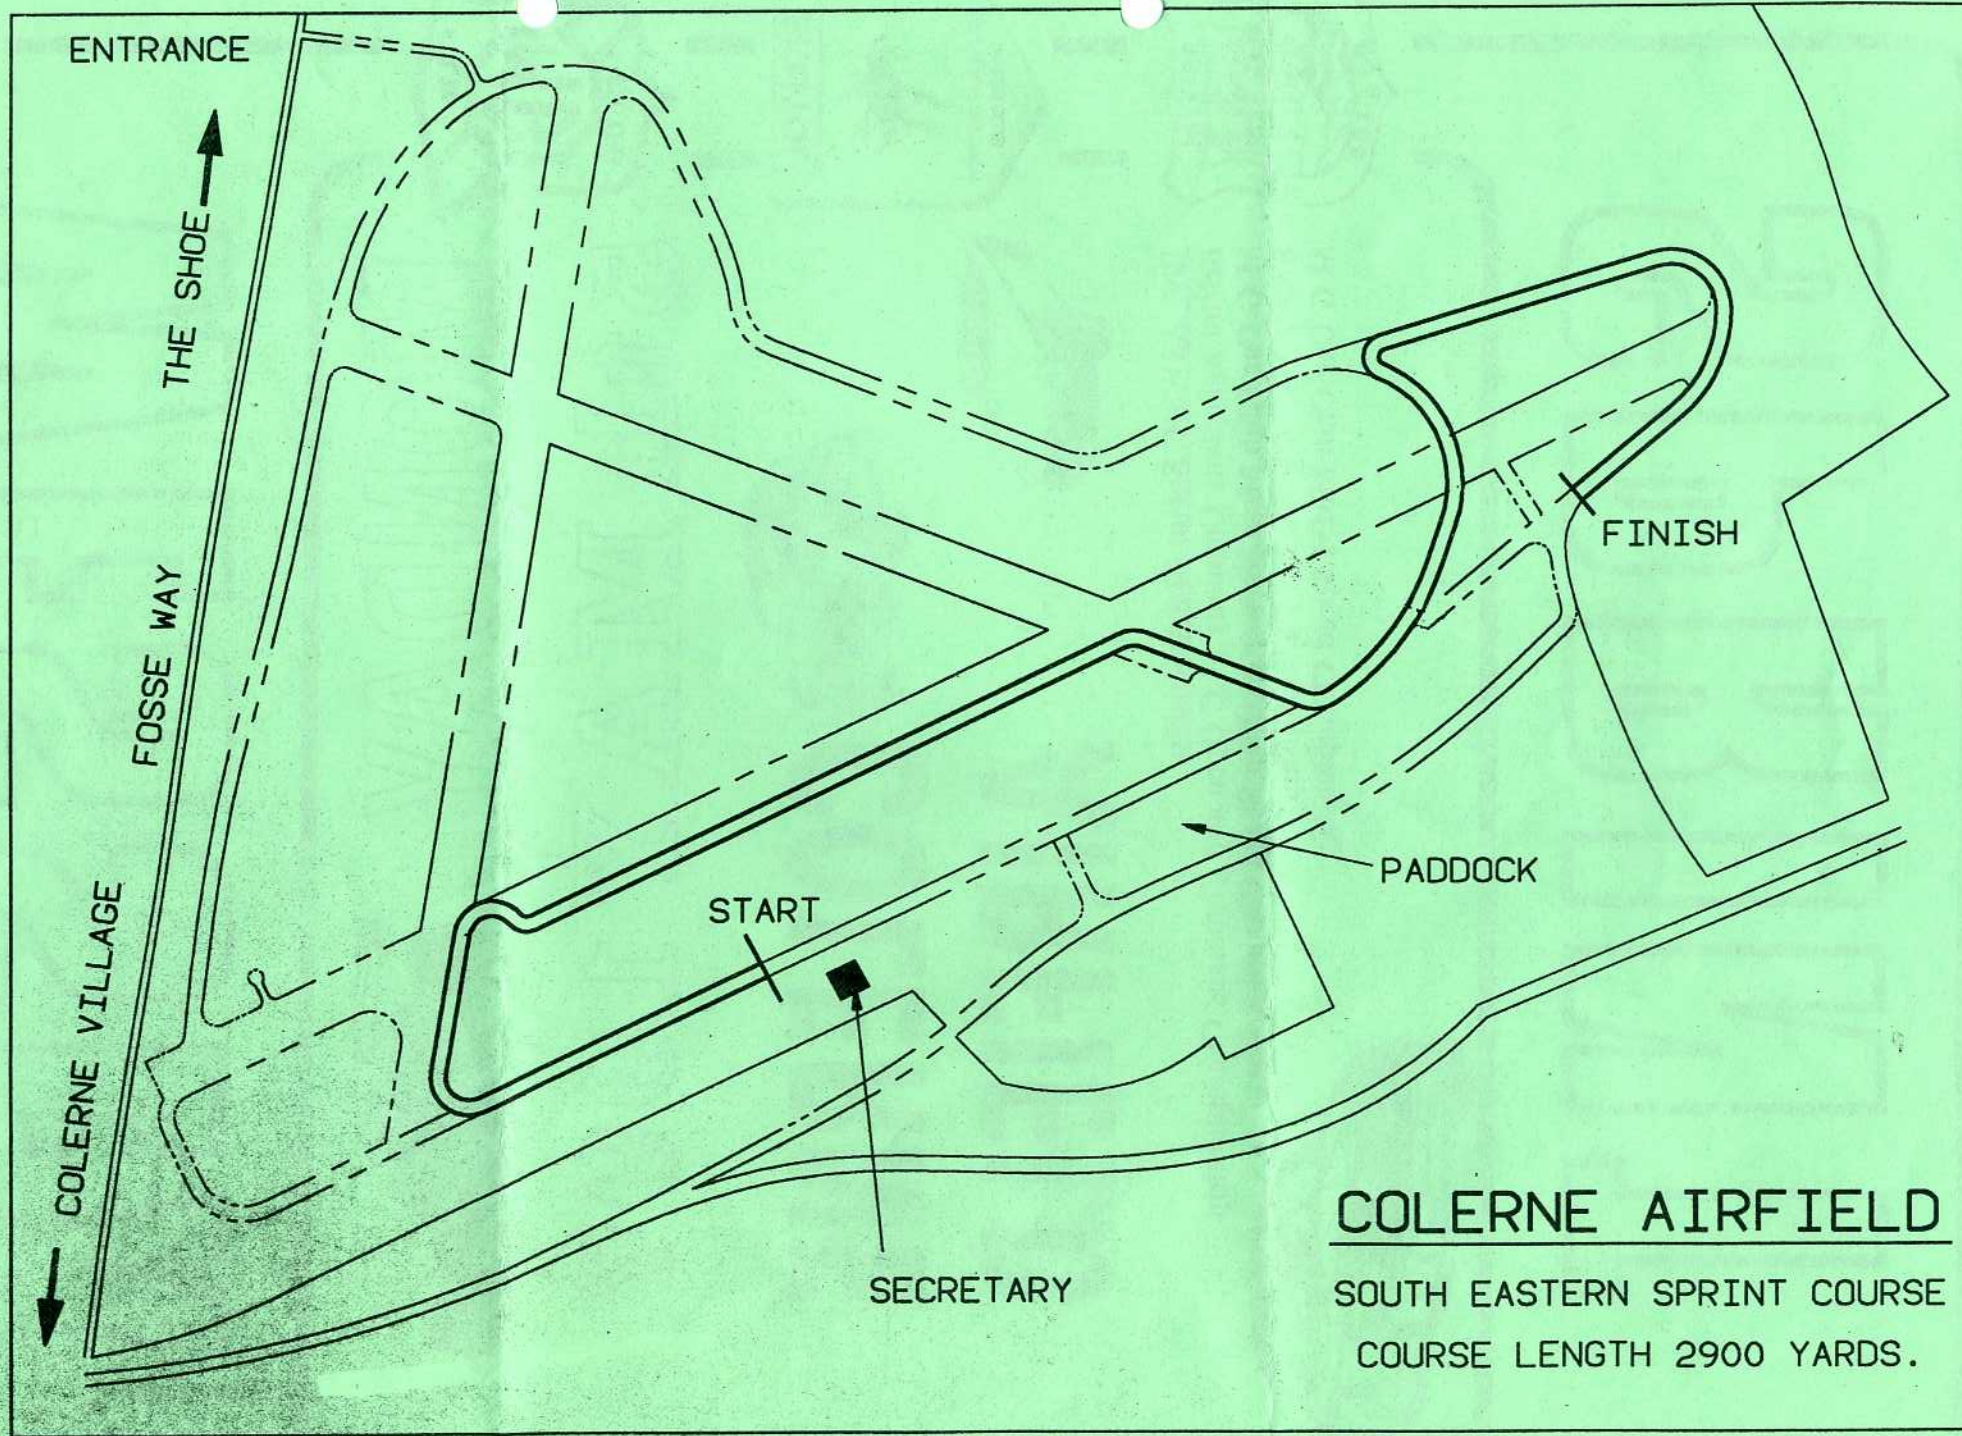 ENTRANCE
THE SHOE
FOSSE WAY
COLERNE VILLAGE
START
FINISH
PADDOCK
SECRETARY
COLERNE AIRFIELD
SOUTH EASTERN SPRINT COURSE
COURSE LENGTH 2900 YARDS.